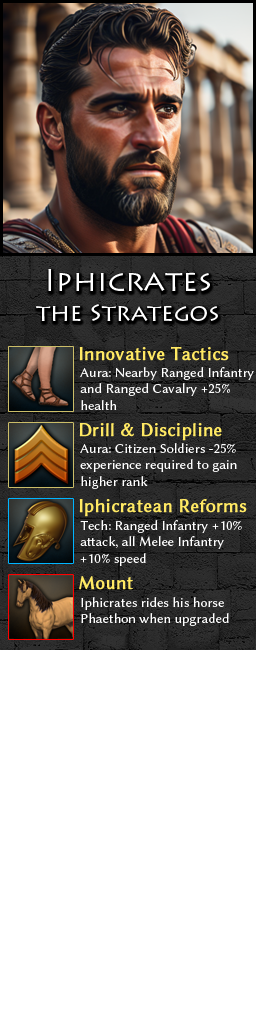 Iphicrates
the Strategos
Innovative Tactics
Aura: Nearby Ranged Infantry
and Ranged Cavalry +25%
health
Drill & Discipline
Aura: Citizen Soldiers -25%
experience required to gain
higher rank
Iphicratean Reforms
Tech: Ranged Infantry +10%
attack, all Melee Infantry
+10% speed
Mount
Iphicrates rides his horse
Phaethon when upgraded